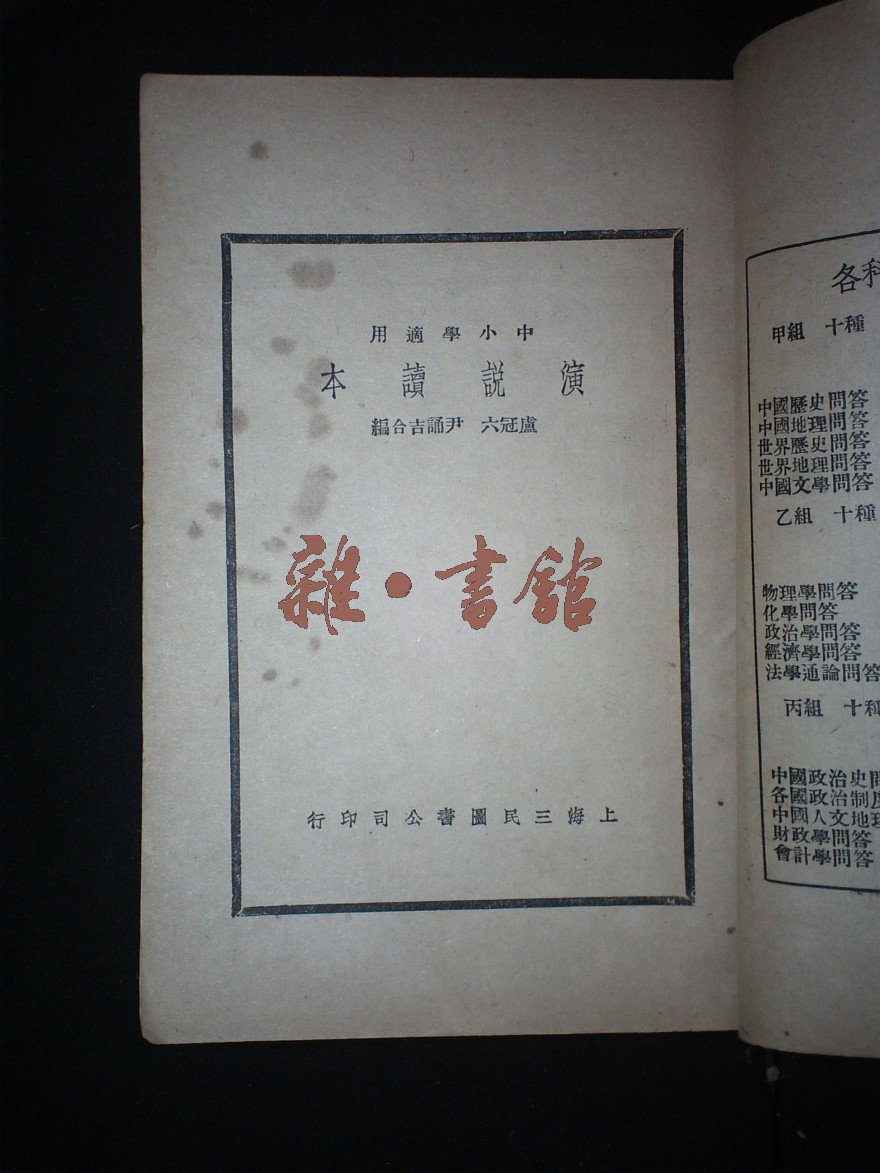 中小學適用
演説讀本
盧冠六 尹誦吉合編
雜•書館
上海三民圖書公司印行
各科
甲組 十種
中國歷史問答
中國地理問答
世界歷史問答
世界地理問答
中國文學問答
乙組 十種
物理學問答
化學問答
政治學問答
經濟學問答
法學通論問答
丙組 十種
中國政治史問
各國政治制度
中國人文地理
財政學問答
會計學問答